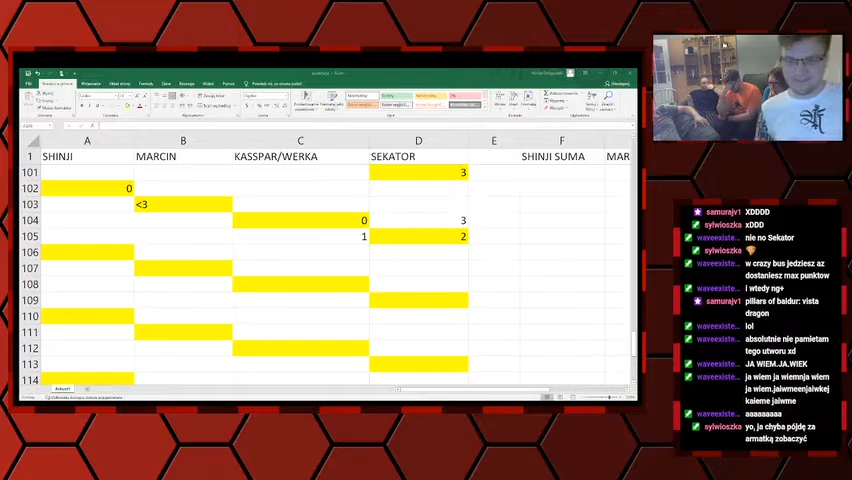 A B C D E F
1 SHINJI MARCIN KASSPAR/WERKA SEKATOR SHINJI SUMA MAR
101 3
102 0
103 <3
104 0 3
105 1 2
106
107
108
109
110
111
112
113
114
samurajv1 XDDDD
sylwioszka xDDD
waveexiste... nie no Sekator
sylwioszka
waveexiste... w crazy bus jedziesz az
dostaniesz max punktow
waveexiste... i wtedy ng+
samurajv1 pillars of baldur: vista
dragon
waveexiste... lol
waveexiste... absolutnie nie pamietam
tego utworu xd
waveexiste... JA WIEM.JA.WIEK
waveexiste... ja wiem ja wiemnja wiem
ja wiem.jaiwmeenjaiwkej
kaieme jaiwme
waveexiste... aaaaaaaa
sylwioszka yo, ja chyba pójdę za
armatką zobaczyć